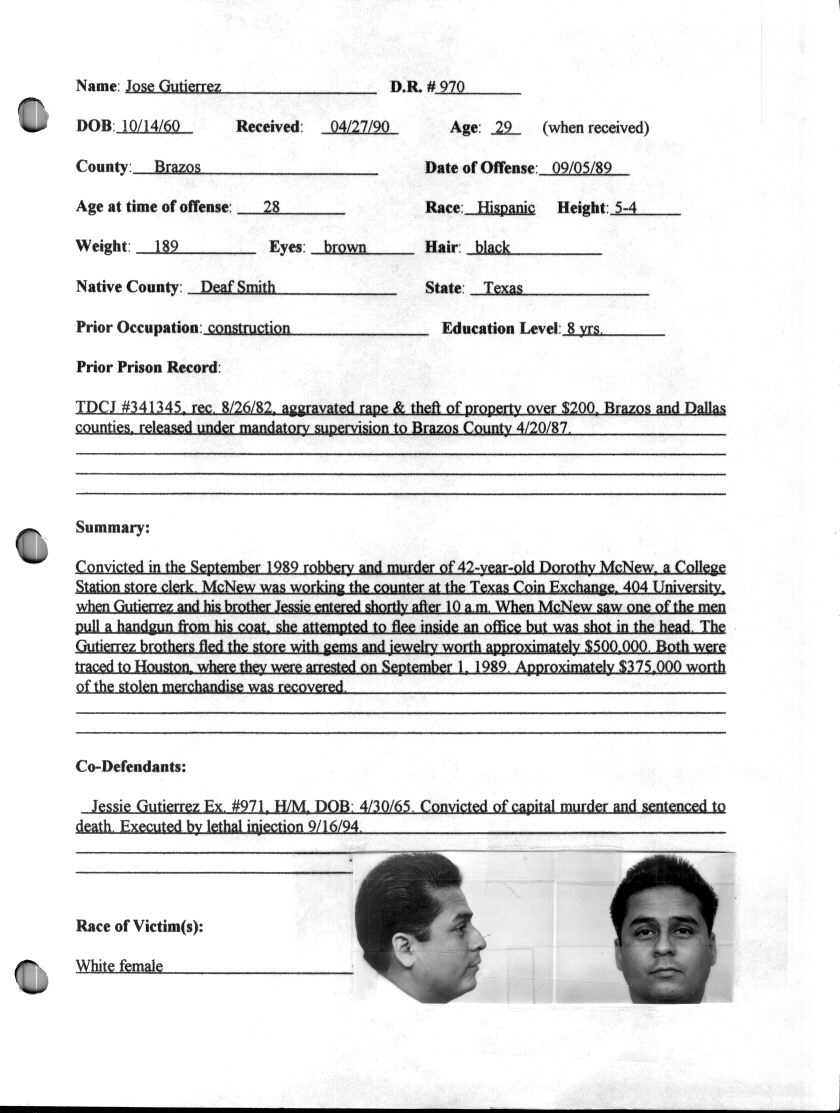 Name: Jose Gutierrez D.R. # 970
DOB: 10/14/60 Received: 04/27/90 Age: 29 (when received)
County: Brazos Date of Offense: 09/05/89
Age at time of offense: 28 Race: Hispanic Height: 5-4
Weight: 189 Eyes: brown Hair: black
Native County: Deaf Smith State: Texas
Prior Occupation: construction Education Level: 8 yrs.
Prior Prison Record:
TDCJ #341345, rec. 8/26/82, aggravated rape & theft of property over $200, Brazos and Dallas
counties, released under mandatory supervision to Brazos County 4/20/87.
Summary:
Convicted in the September 1989 robbery and murder of 42-year-old Dorothy McNew, a College
Station store clerk. McNew was working the counter at the Texas Coin Exchange, 404 University,
when Gutierrez and his brother Jessie entered shortly after 10 a.m. When McNew saw one of the men
pull a handgun from his coat, she attempted to flee inside an office but was shot in the head. The
Gutierrez brothers fled the store with gems and jewelry worth approximately $500,000. Both were
traced to Houston, where they were arrested on September 1, 1989. Approximately $375,000 worth
of the stolen merchandise was recovered.
Co-Defendants:
Jessie Gutierrez Ex. #971, H/M, DOB: 4/30/65. Convicted of capital murder and sentenced to
death. Executed by lethal injection 9/16/94.
Race of Victim(s):
White female